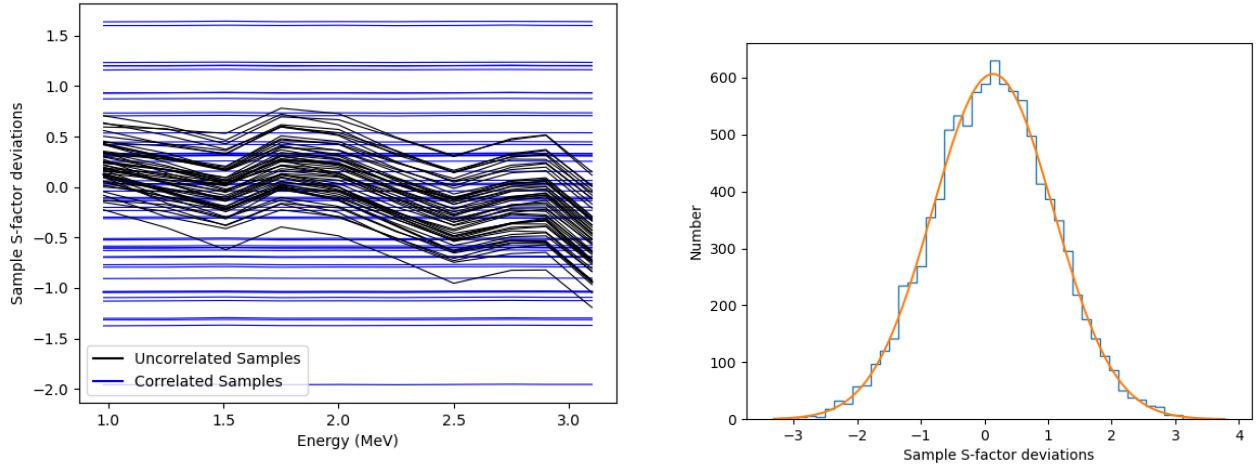 Sample S-factor deviations
1.5
1.0
0.5
0.0
−0.5
−1.0
−1.5
−2.0
Uncorrelated Samples
Correlated Samples
1.0 1.5 2.0 2.5 3.0
Energy (MeV)
Number
600
500
400
300
200
100
0
−3 −2 −1 0 1 2 3 4
Sample S-factor deviations